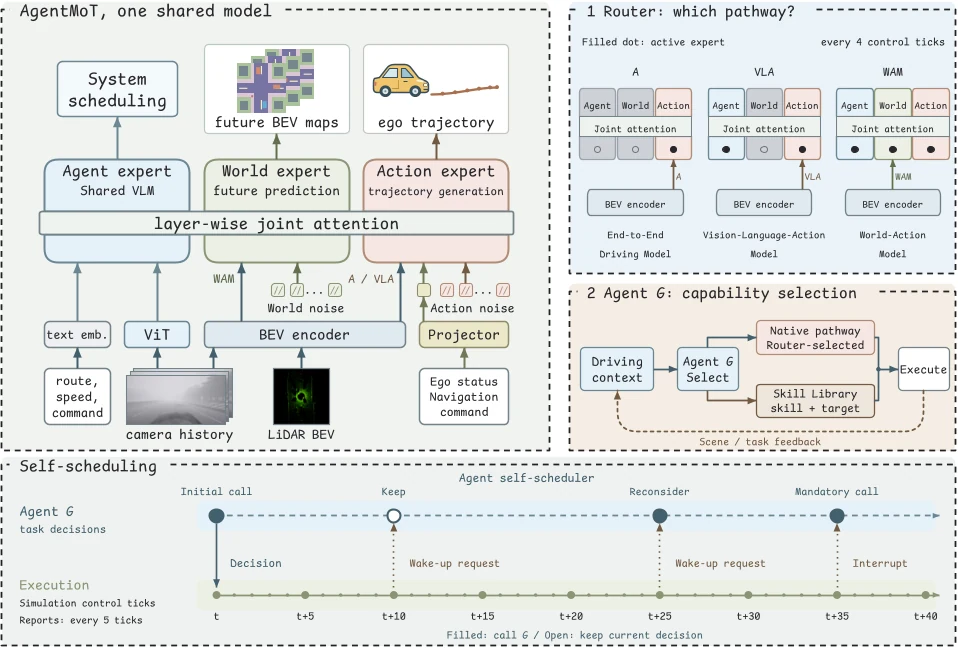 AgentMoT, one shared model
System
scheduling
future BEV maps
ego trajectory
Agent expert
Shared VLM
World expert
future prediction
Action expert
trajectory generation
layer-wise joint attention
WAM
A / VLA
// // ... //
// // ... //
World noise
Action noise
text emb.
ViT
BEV encoder
Projector
route,
speed,
command
camera history
LiDAR BEV
Ego status
Navigation
command
1 Router: which pathway?
Filled dot: active expert
every 4 control ticks
A
VLA
WAM
Agent World Action
Agent World Action
Agent World Action
Joint attention
Joint attention
Joint attention
A
VLA
WAM
BEV encoder
BEV encoder
BEV encoder
End-to-End
Driving Model
Vision-Language-Action
Model
World-Action
Model
2 Agent G: capability selection
Driving
context
Agent G
Select
Native pathway
Router-selected
Skill Library
skill + target
Execute
Scene / task feedback
Self-scheduling
Agent self-scheduler
Initial call
Keep
Reconsider
Mandatory call
Agent G
task decisions
Decision
Wake-up request
Wake-up request
Interrupt
Execution
Simulation control ticks
Reports: every 5 ticks
t t+5 t+10 t+15 t+20 t+25 t+30 t+35 t+40
Filled: call G / Open: keep current decision